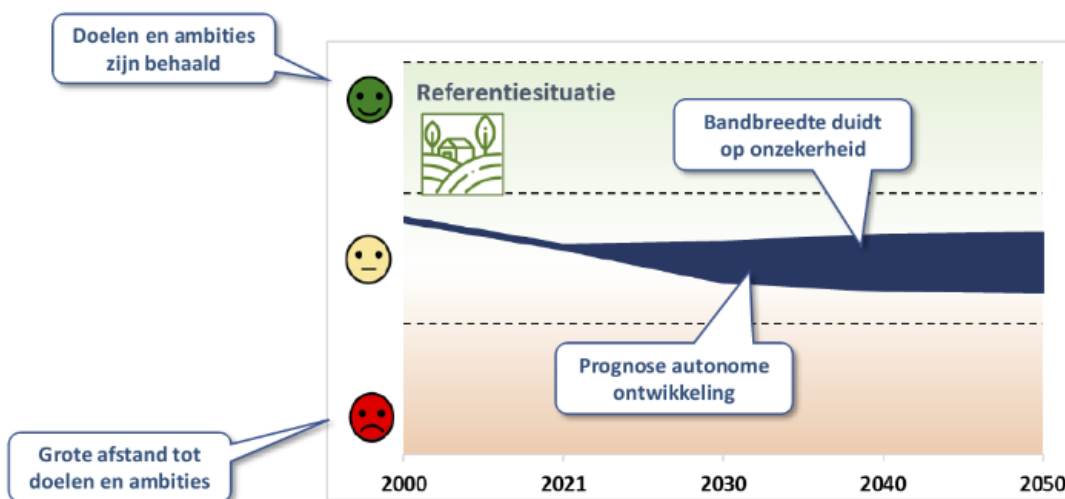 Doelen en ambities
zijn behaald
Referentiesituatie
Bandbreedte duidt
op onzekerheid
Prognose autonome
ontwikkeling
Grote afstand tot
doelen en ambities
2000 2021 2030 2040 2050